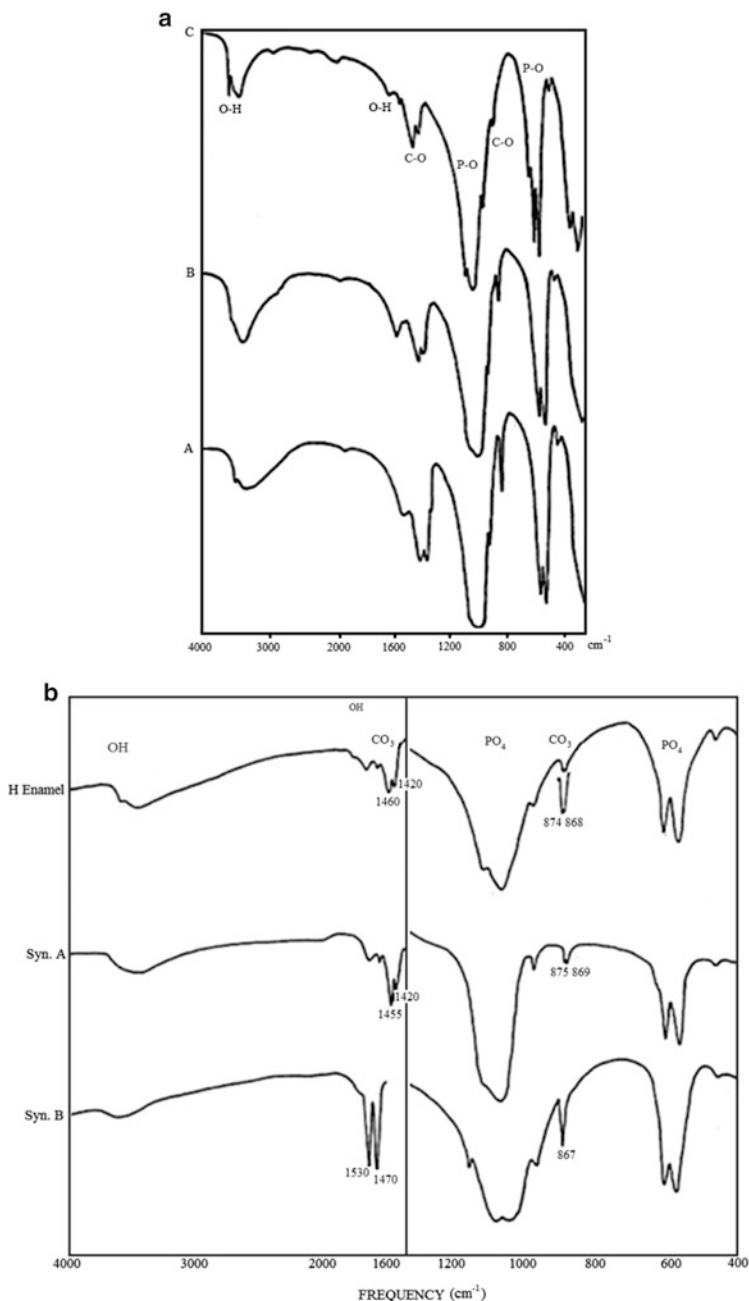 a
C
P-O
O-H
O-H
C-O
P-O
C-O
B
A
4000 3000 2000 1600 1200 800 400 cm-1
b
OH
OH
CO3
PO4
CO3
PO4
H Enamel
1420
1460
874 868
Syn. A
1420
1455
875 869
Syn. B
1530
1470
867
4000 3000 2000 1600 1200 1000 800 600 400
FREQUENCY (cm-1)